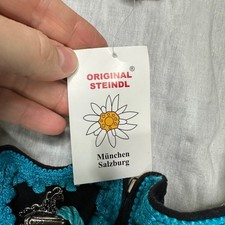 ORIGINAL
STEINDL
München
Salzburg